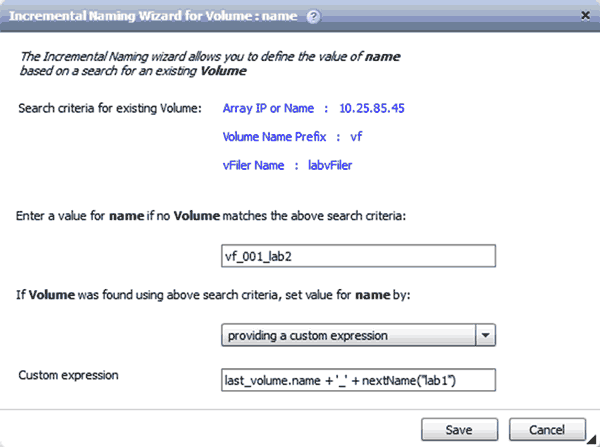 Incremental Naming Wizard for Volume : name ?
The Incremental Naming wizard allows you to define the value of name
based on a search for an existing Volume
Search criteria for existing Volume: Array IP or Name : 10.25.85.45
Volume Name Prefix : vf
vFiler Name : labvFiler
Enter a value for name if no Volume matches the above search criteria:
vf_001_lab2
If Volume was found using above search criteria, set value for name by:
providing a custom expression
Custom expression last_volume.name + '_' + nextName("lab1")
Save Cancel